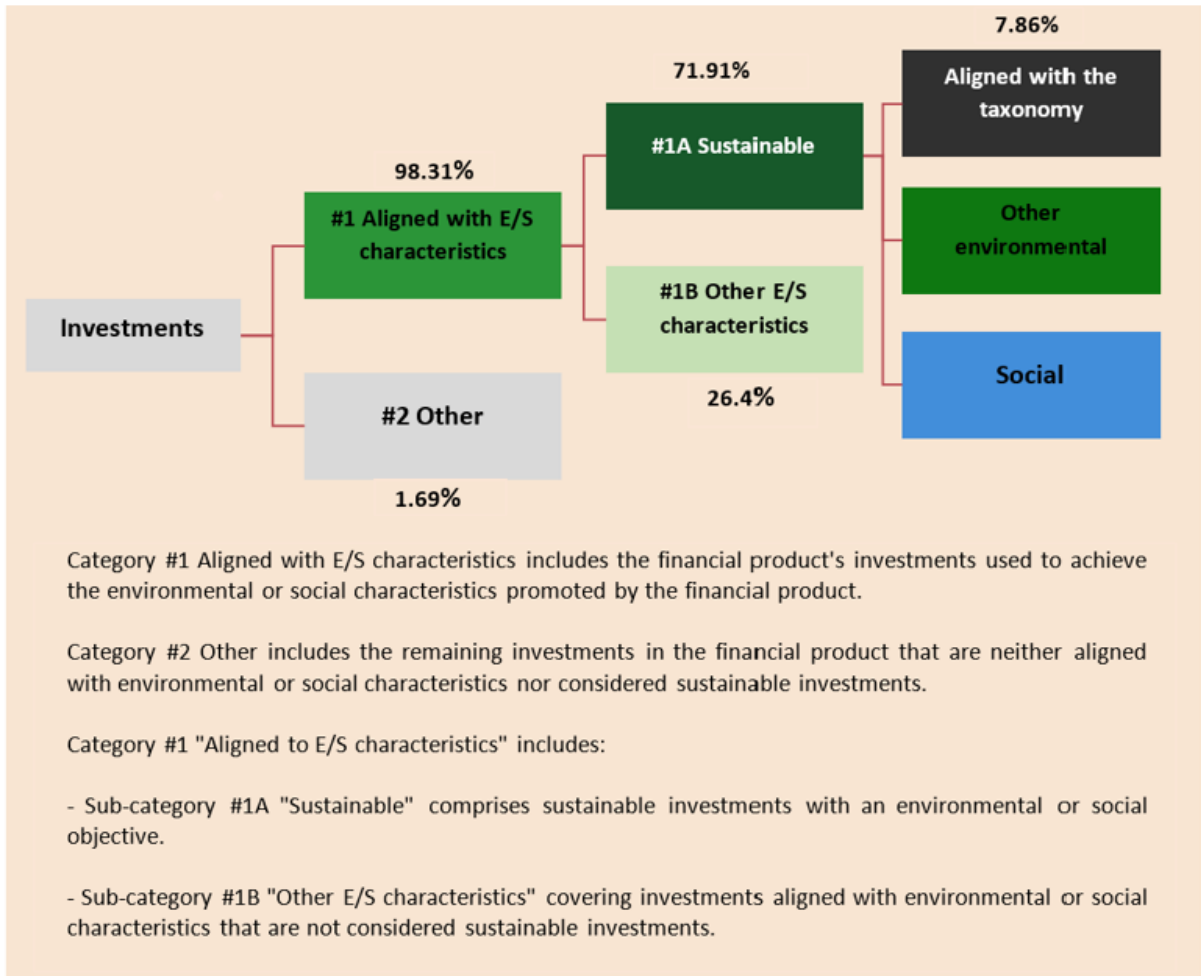 7.86%
Aligned with the
taxonomy
71.91%
#1A Sustainable
98.31%
#1 Aligned with E/S
characteristics
Other
environmental
#1B Other E/S
characteristics
26.4%
Investments
Social
#2 Other
1.69%
Category #1 Aligned with E/S characteristics includes the financial product's investments used to achieve
the environmental or social characteristics promoted by the financial product.
Category #2 Other includes the remaining investments in the financial product that are neither aligned
with environmental or social characteristics nor considered sustainable investments.
Category #1 "Aligned to E/S characteristics" includes:
- Sub-category #1A "Sustainable" comprises sustainable investments with an environmental or social
objective.
- Sub-category #1B "Other E/S characteristics" covering investments aligned with environmental or social
characteristics that are not considered sustainable investments.